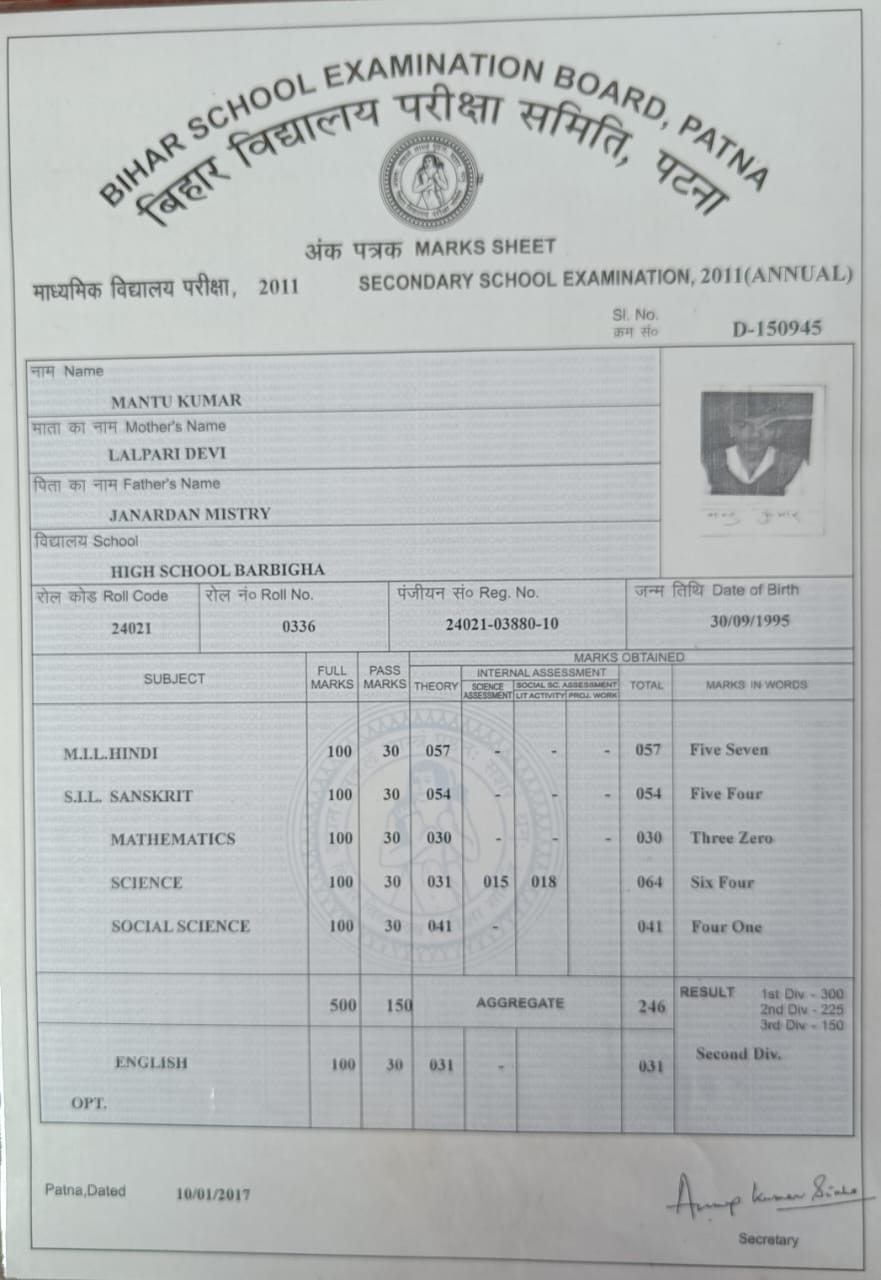 BIHAR SCHOOL EXAMINATION BOARD, PATNA
बिहार विद्यालय परीक्षा समिति, पटना
अंक पत्रक MARKS SHEET
माध्यमिक विद्यालय परीक्षा, 2011 SECONDARY SCHOOL EXAMINATION, 2011(ANNUAL)
Sl. No.
क्रम सं० D-150945
नाम Name
MANTU KUMAR
माता का नाम Mother's Name
LALPARI DEVI
पिता का नाम Father's Name
JANARDAN MISTRY
विद्यालय School
HIGH SCHOOL BARBIGHA
रोल कोड Roll Code रोल नं० Roll No. पंजीयन सं० Reg. No. जन्म तिथि Date of Birth
24021 0336 24021-03880-10 30/09/1995
MARKS OBTAINED
SUBJECT FULL MARKS PASS MARKS THEORY INTERNAL ASSESSMENT TOTAL MARKS IN WORDS
SCIENCE ASSESSMENT SOCIAL SC. ASSESSMENT
LIT ACTIVITY PROJ. WORK
M.I.L.HINDI 100 30 057 - - - 057 Five Seven
S.I.L. SANSKRIT 100 30 054 - - - 054 Five Four
MATHEMATICS 100 30 030 - - - 030 Three Zero
SCIENCE 100 30 031 015 018 064 Six Four
SOCIAL SCIENCE 100 30 041 - 041 Four One
500 150 AGGREGATE 246 RESULT 1st Div - 300
2nd Div - 225
3rd Div - 150
ENGLISH 100 30 031 - 031 Second Div.
OPT.
Patna,Dated 10/01/2017
Anup Kumar Sinha
Secretary